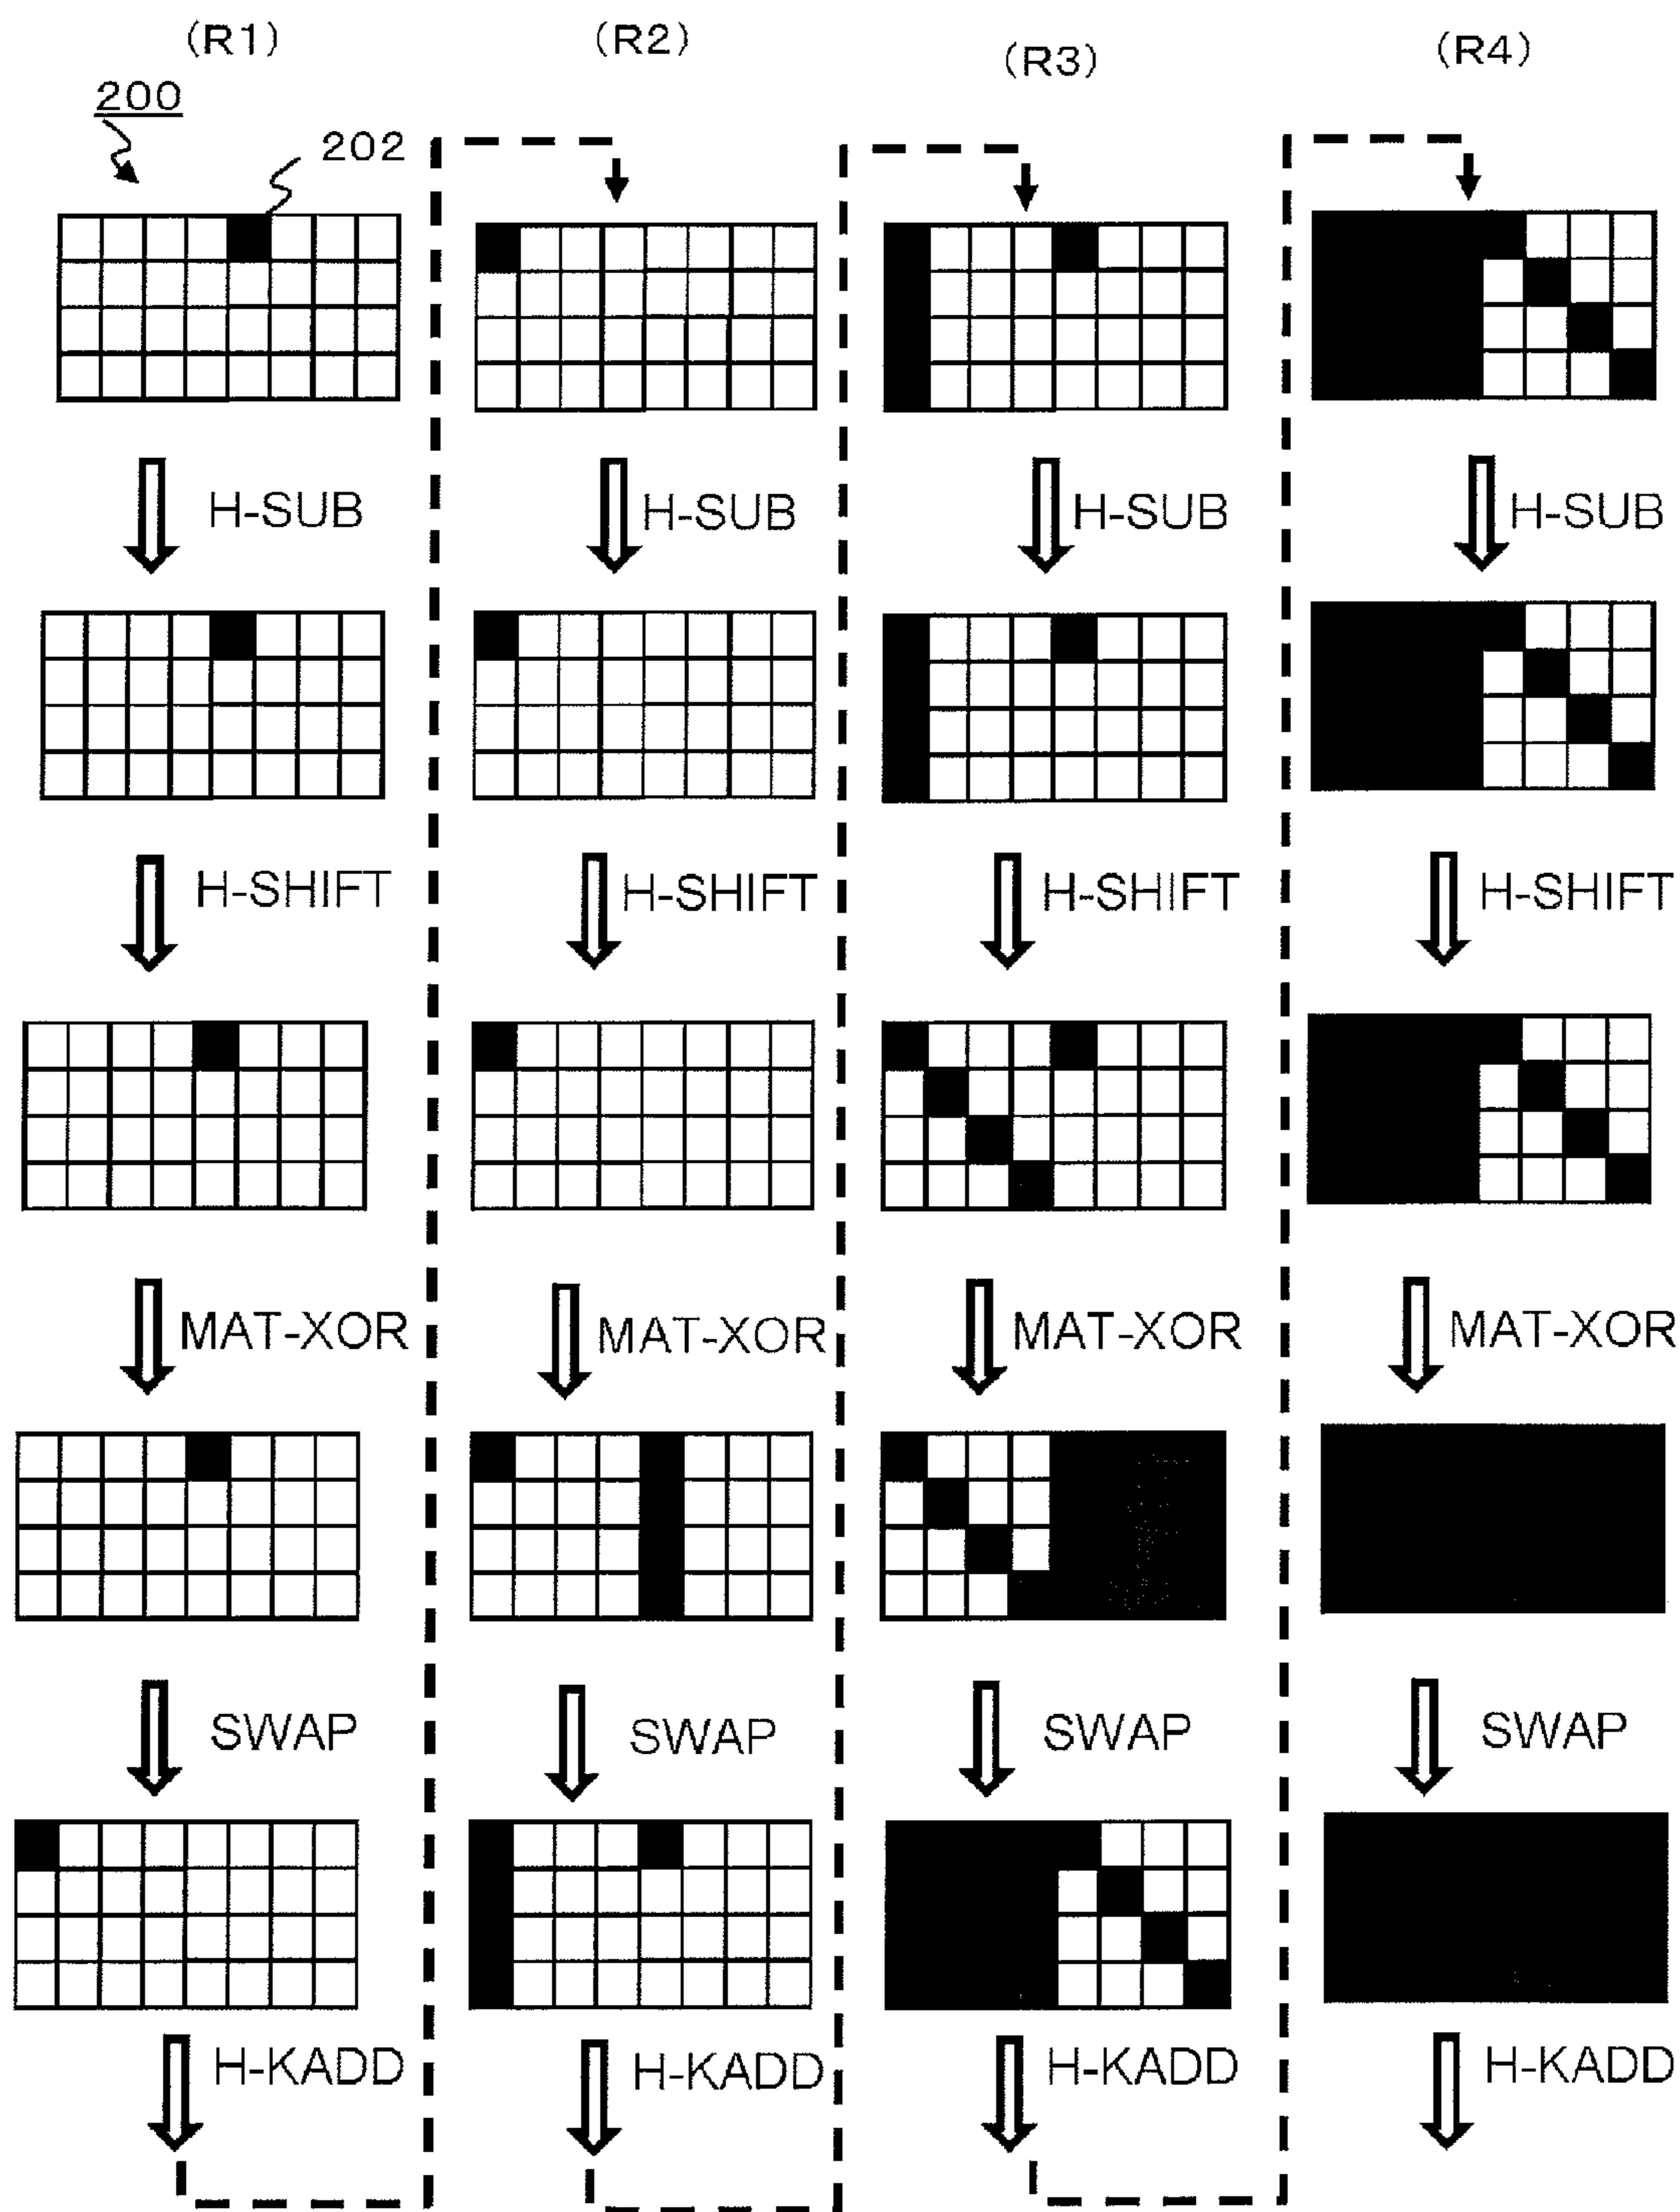 (R1) (R2) (R3) (R4)
200
202
H-SUB H-SUB H-SUB H-SUB
H-SHIFT H-SHIFT H-SHIFT H-SHIFT
MAT-XOR MAT-XOR MAT-XOR MAT-XOR
SWAP SWAP SWAP SWAP
H-KADD H-KADD H-KADD H-KADD